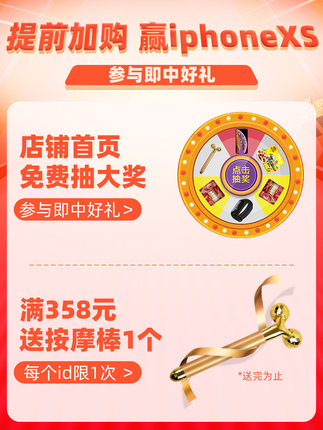 提前加购 赢iphoneXS
参与即中好礼
店铺首页
免费抽大奖
参与即中好礼 >
点击
抽奖
满358元
送按摩棒1个
每个id限1次 >
*送完为止